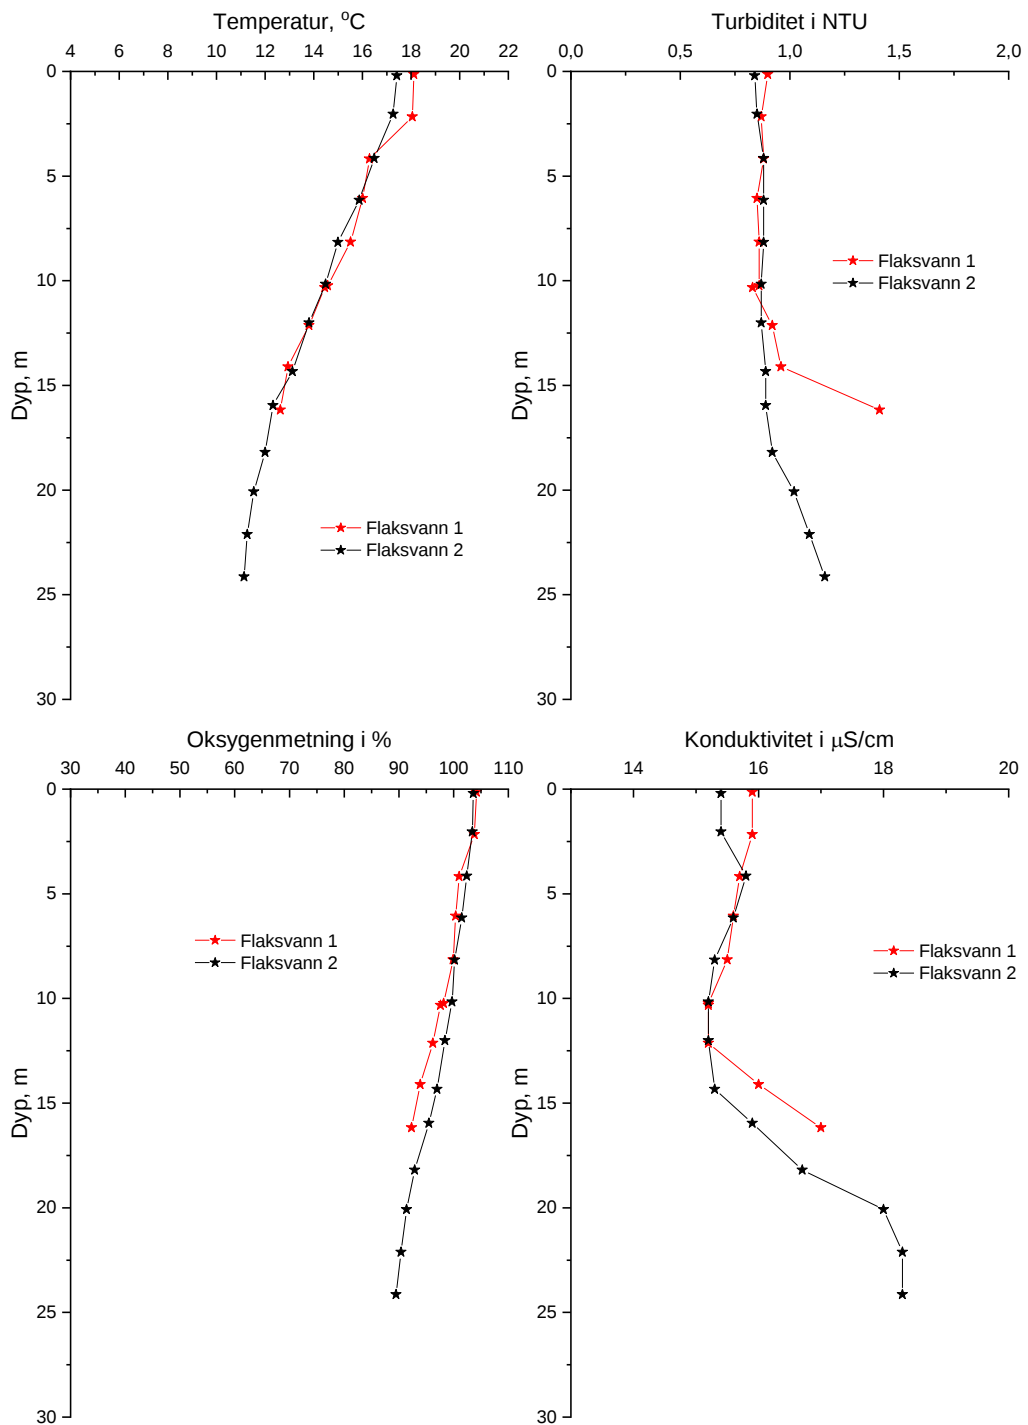 Temperatur, °C
4 6 8 10 12 14 16 18 20 22
0
5
10
15
20
25
30
Dyp, m
Flaksvann 1
Flaksvann 2
Turbiditet i NTU
0,0 0,5 1,0 1,5 2,0
0
5
10
15
20
25
30
Dyp, m
Flaksvann 1
Flaksvann 2
Oksygenmetning i %
30 40 50 60 70 80 90 100 110
0
5
10
15
20
25
30
Dyp, m
Flaksvann 1
Flaksvann 2
Konduktivitet i μS/cm
14 16 18 20
0
5
10
15
20
25
30
Dyp, m
Flaksvann 1
Flaksvann 2